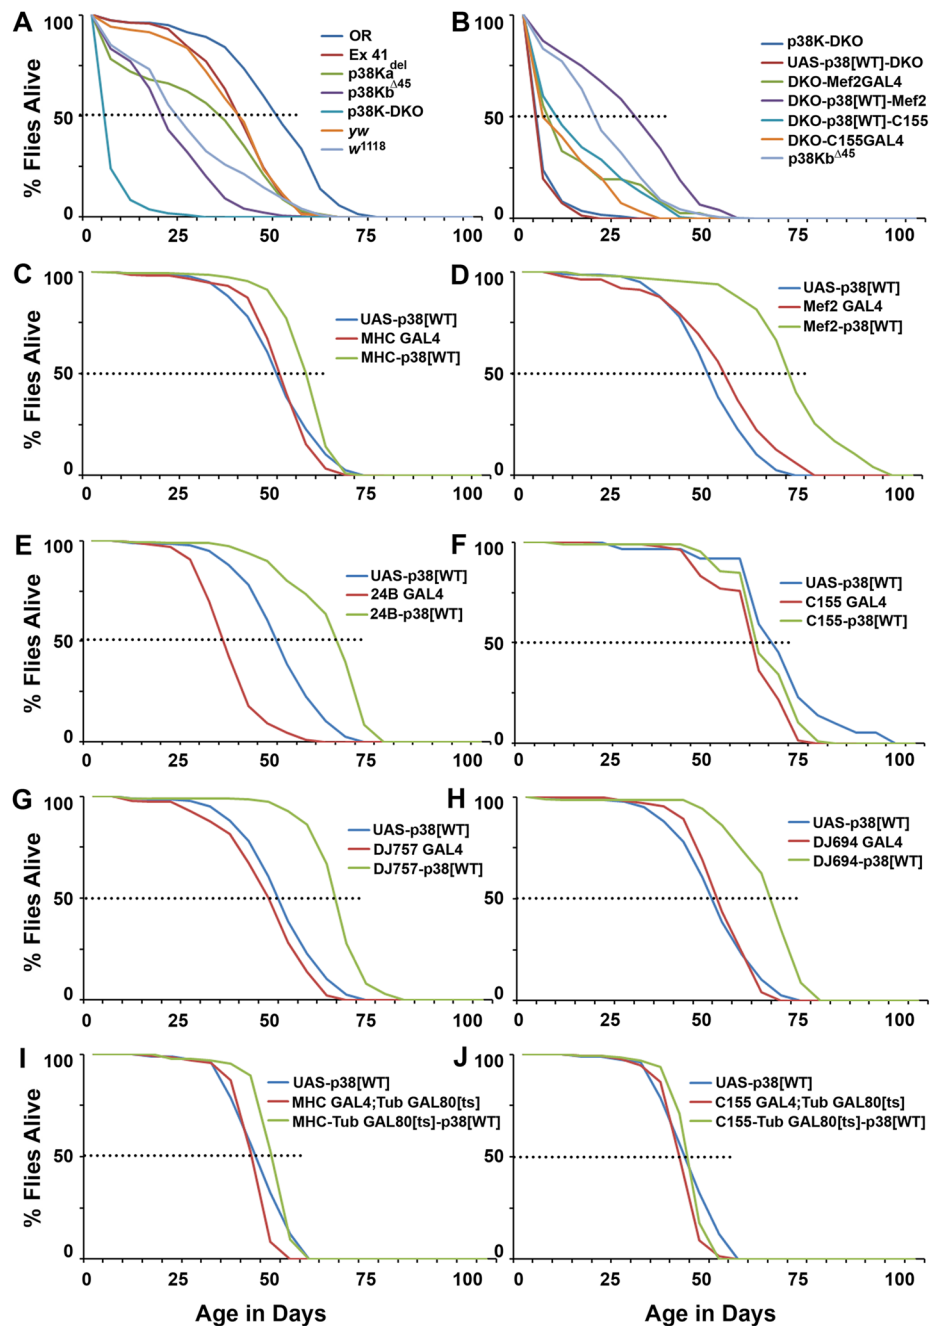 A
% Flies Alive
100
50
0
0 25 50 75 100
OR
Ex 41
p38Ka^del
p38Kb^Δ45
p38K-DKO
yw
w^1118
B
100
50
0
0 25 50 75 100
p38K-DKO
UAS-p38[WT]-DKO
DKO-Mef2GAL4
DKO-p38[WT]-Mef2
DKO-p38[WT]-C155
DKO-C155GAL4
p38Kb^Δ45
C
% Flies Alive
100
50
0
0 25 50 75 100
UAS-p38[WT]
MHC GAL4
MHC-p38[WT]
D
100
50
0
0 25 50 75 100
UAS-p38[WT]
Mef2 GAL4
Mef2-p38[WT]
E
% Flies Alive
100
50
0
0 25 50 75 100
UAS-p38[WT]
24B GAL4
24B-p38[WT]
F
100
50
0
0 25 50 75 100
UAS-p38[WT]
C155 GAL4
C155-p38[WT]
G
% Flies Alive
100
50
0
0 25 50 75 100
UAS-p38[WT]
DJ757 GAL4
DJ757-p38[WT]
H
100
50
0
0 25 50 75 100
UAS-p38[WT]
DJ694 GAL4
DJ694-p38[WT]
I
% Flies Alive
100
50
0
0 25 50 75 100
UAS-p38[WT]
MHC GAL4;Tub GAL80[ts]
MHC-Tub GAL80[ts]-p38[WT]
Age in Days
J
100
50
0
0 25 50 75 100
UAS-p38[WT]
C155 GAL4;Tub GAL80[ts]
C155-Tub GAL80[ts]-p38[WT]
Age in Days